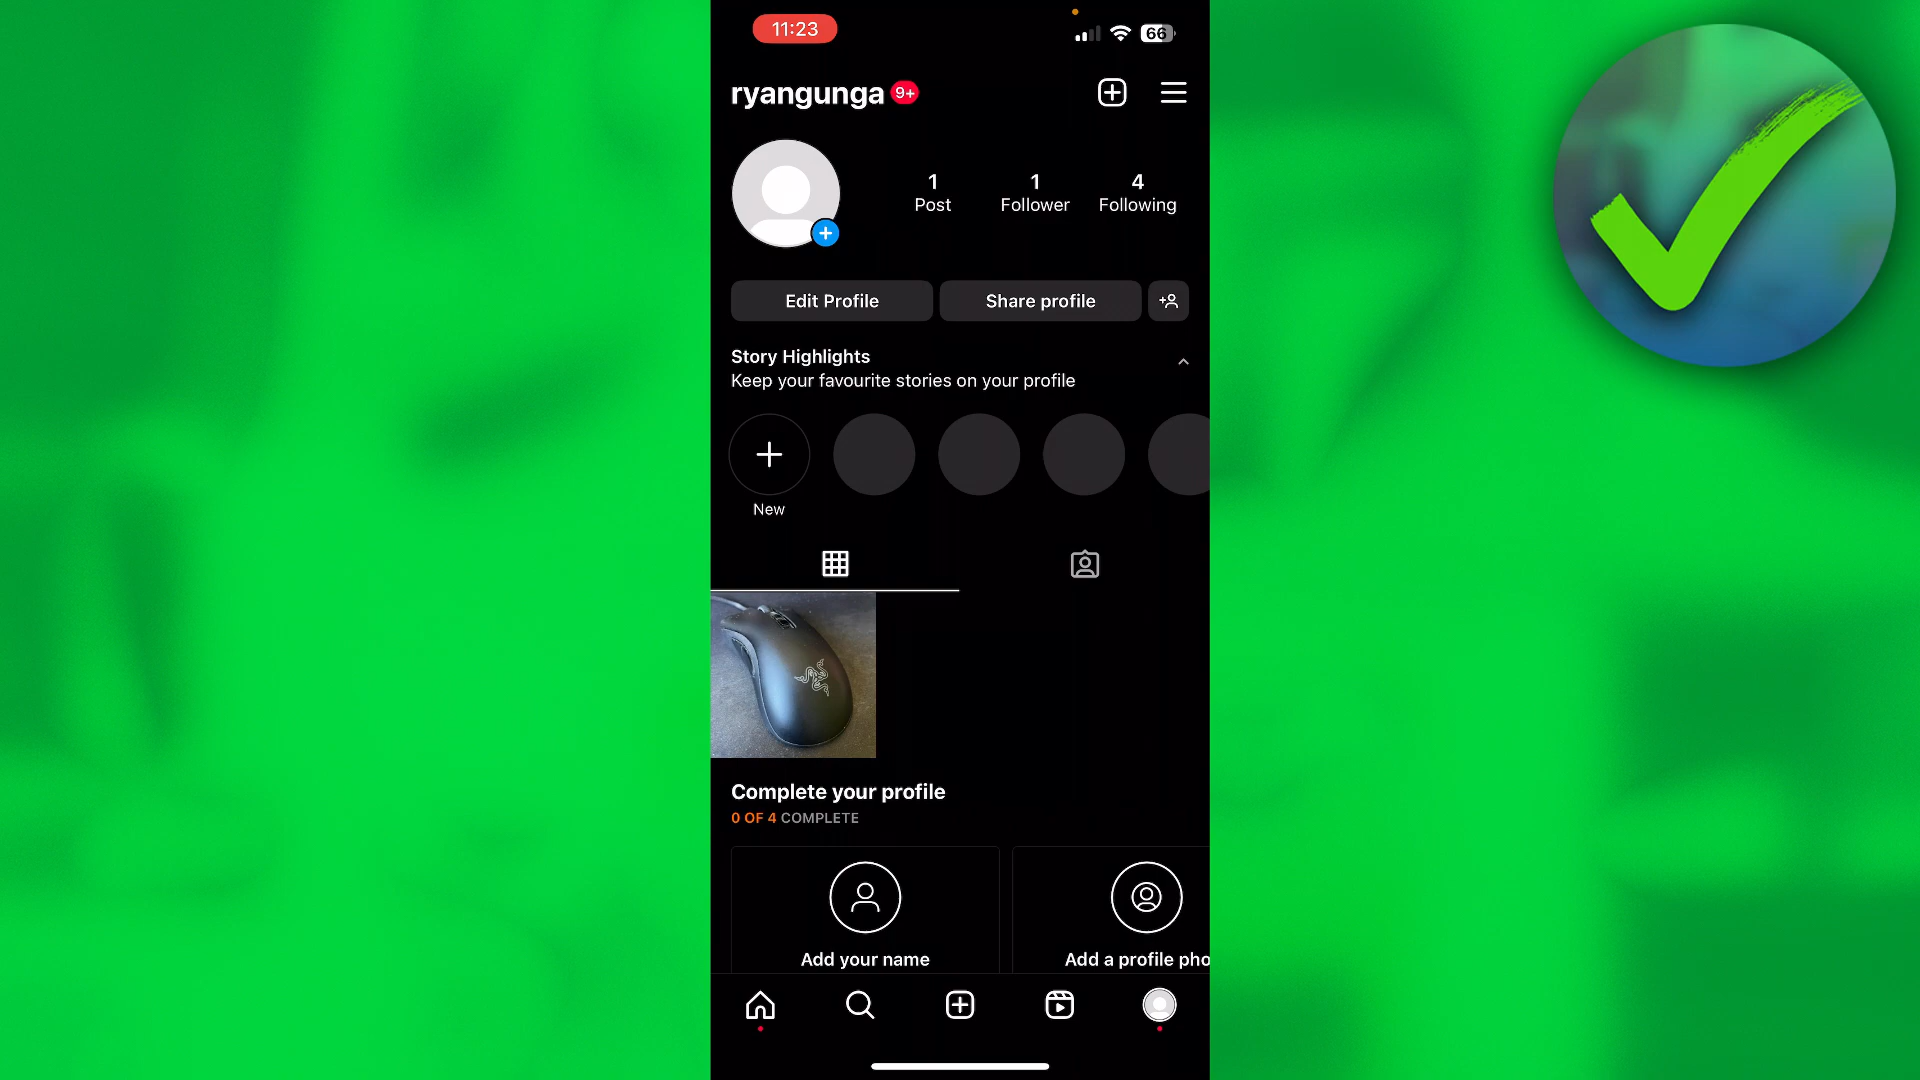 11:23
66
ryangunga 9+
1 1 4
Post Follower Following
Edit Profile Share profile
Story Highlights
Keep your favourite stories on your profile
New
Complete your profile
0 OF 4 COMPLETE
Add your name Add a profile pho